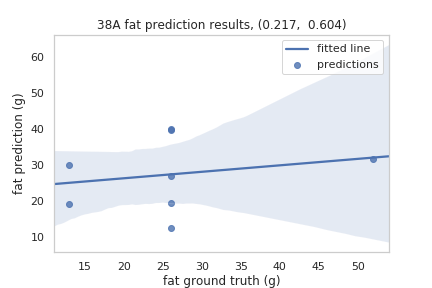 38A fat prediction results, (0.217,  0.604)
fitted line
predictions
60
50
40
30
20
10
fat prediction (g)
15 20 25 30 35 40 45 50
fat ground truth (g)